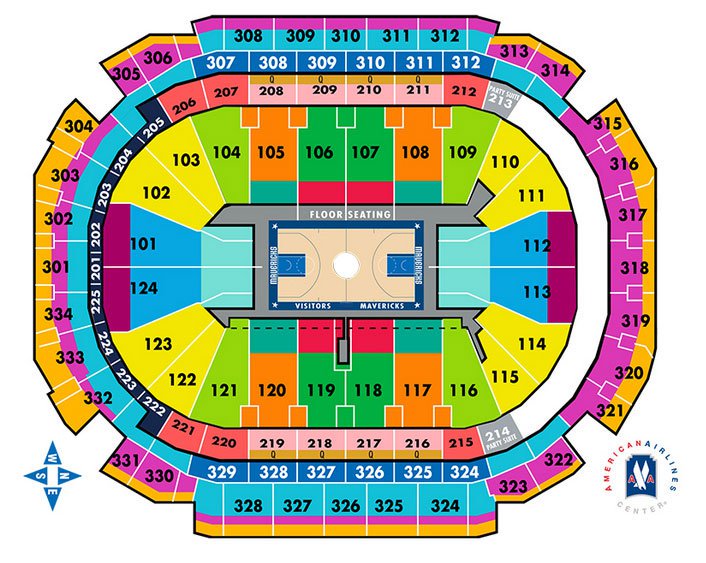 308 309 310 311 312
307 308 309 310 311 312
313
314
306
305
304
303
302
301
334
333
332
331
330
315
316
317
318
319
320
321
322
323
206 207 208 209 210 211 212
Q Q Q Q
PARTY SUITE
213
205
204
203
202
201
225
224
223
222
104 105 106 107 108 109
103
102
101
124
123
122
110
111
112
113
114
115
FLOOR SEATING
MAVERICKS
MAVERICKS
VISITORS MAVERICKS
121 120 119 118 117 116
221 220 219 218 217 216 215
Q Q Q Q
214
PARTY SUITE
329 328 327 326 325 324
328 327 326 325 324
W
N
S
E
AMERICAN AIRLINES
AA
CENTER